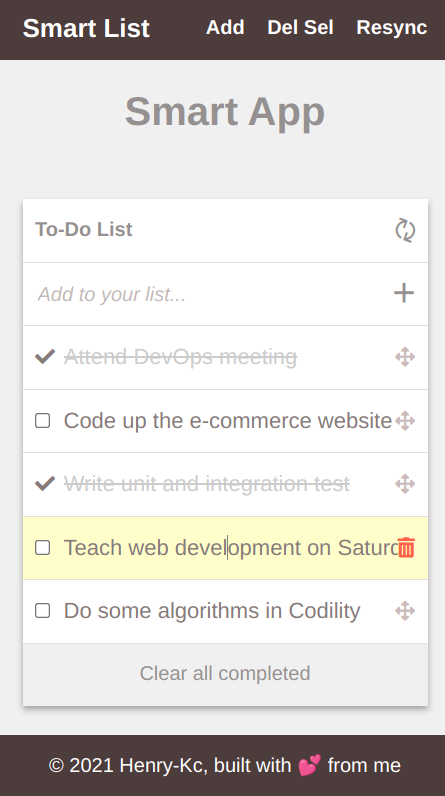 Smart List Add Del Sel Resync
Smart App
To-Do List
Add to your list...
Attend DevOps meeting
Code up the e-commerce website
Write unit and integration test
Teach web development on
Do some algorithms in Codility
Clear all completed
© 2021 Henry-Kc, built with 💕 from me